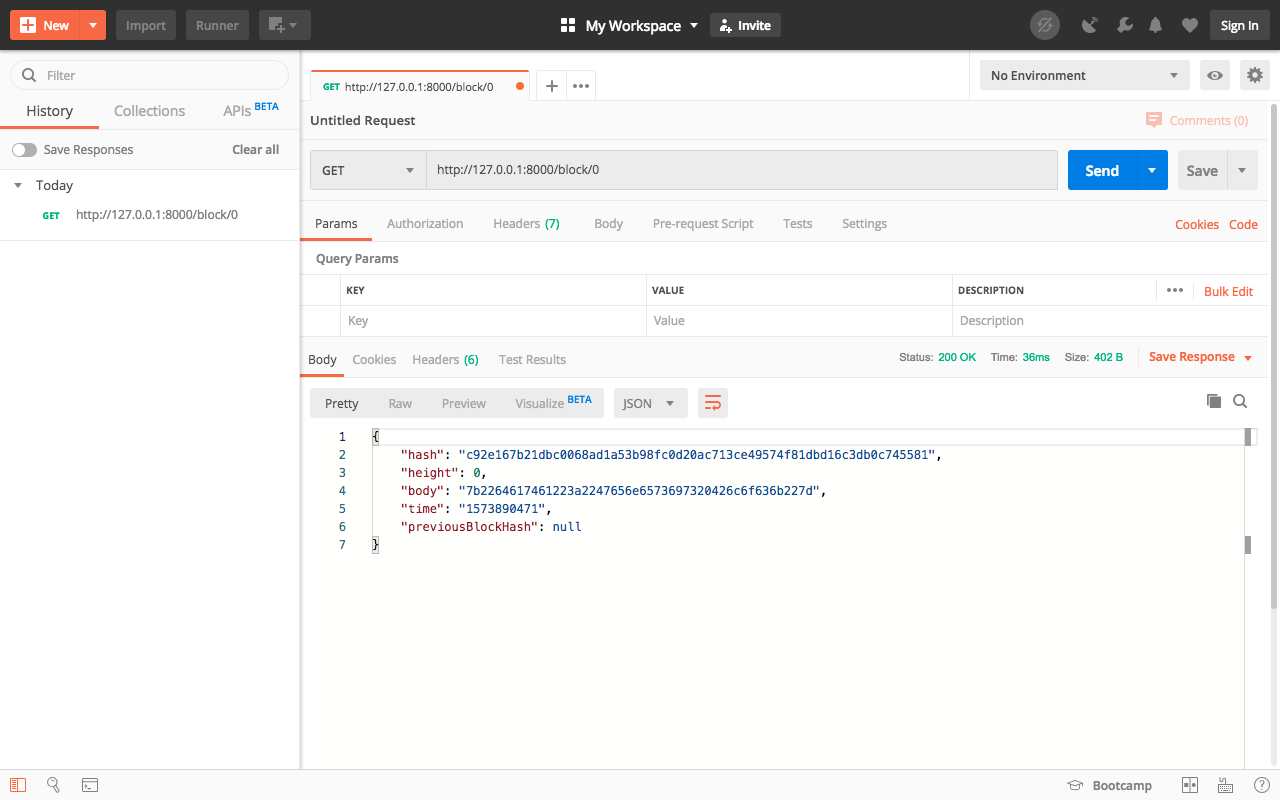 New Import Runner My Workspace Invite Sign In
Filter
History Collections APIs BETA
Save Responses Clear all
Today
GET http://127.0.0.1:8000/block/0
GET http://127.0.0.1:8000/block/0 No Environment
Untitled Request Comments (0)
GET http://127.0.0.1:8000/block/0 Send Save
Params Authorization Headers (7) Body Pre-request Script Tests Settings Cookies Code
Query Params
KEY VALUE DESCRIPTION Bulk Edit
Key Value Description
Body Cookies Headers (6) Test Results Status: 200 OK Time: 36ms Size: 402 B Save Response
Pretty Raw Preview Visualize BETA JSON
1 {
2 "hash": "c92e167b21dbc0068ad1a53b98fc0d20ac713ce49574f81dbd16c3db0c745581",
3 "height": 0,
4 "body": "7b2264617461223a2247656e6573697320426c6f636b227d",
5 "time": "1573890471",
6 "previousBlockHash": null
7 }
Bootcamp